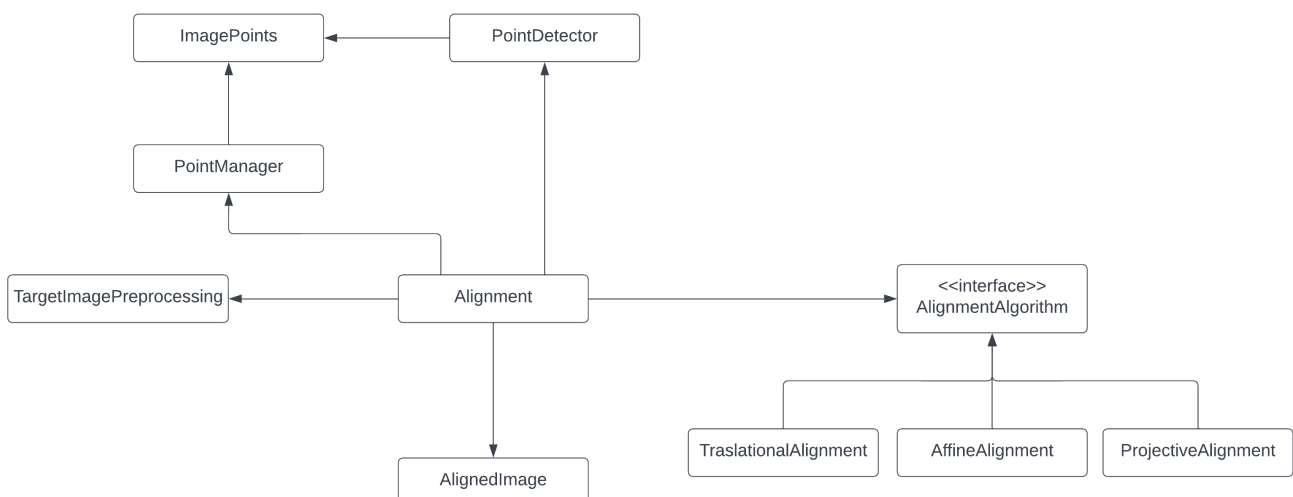 ImagePoints
PointDetector
PointManager
TargetImagePreprocessing
Alignment
<<interface>>
AlignmentAlgorithm
TraslationalAlignment
AffineAlignment
ProjectiveAlignment
AlignedImage